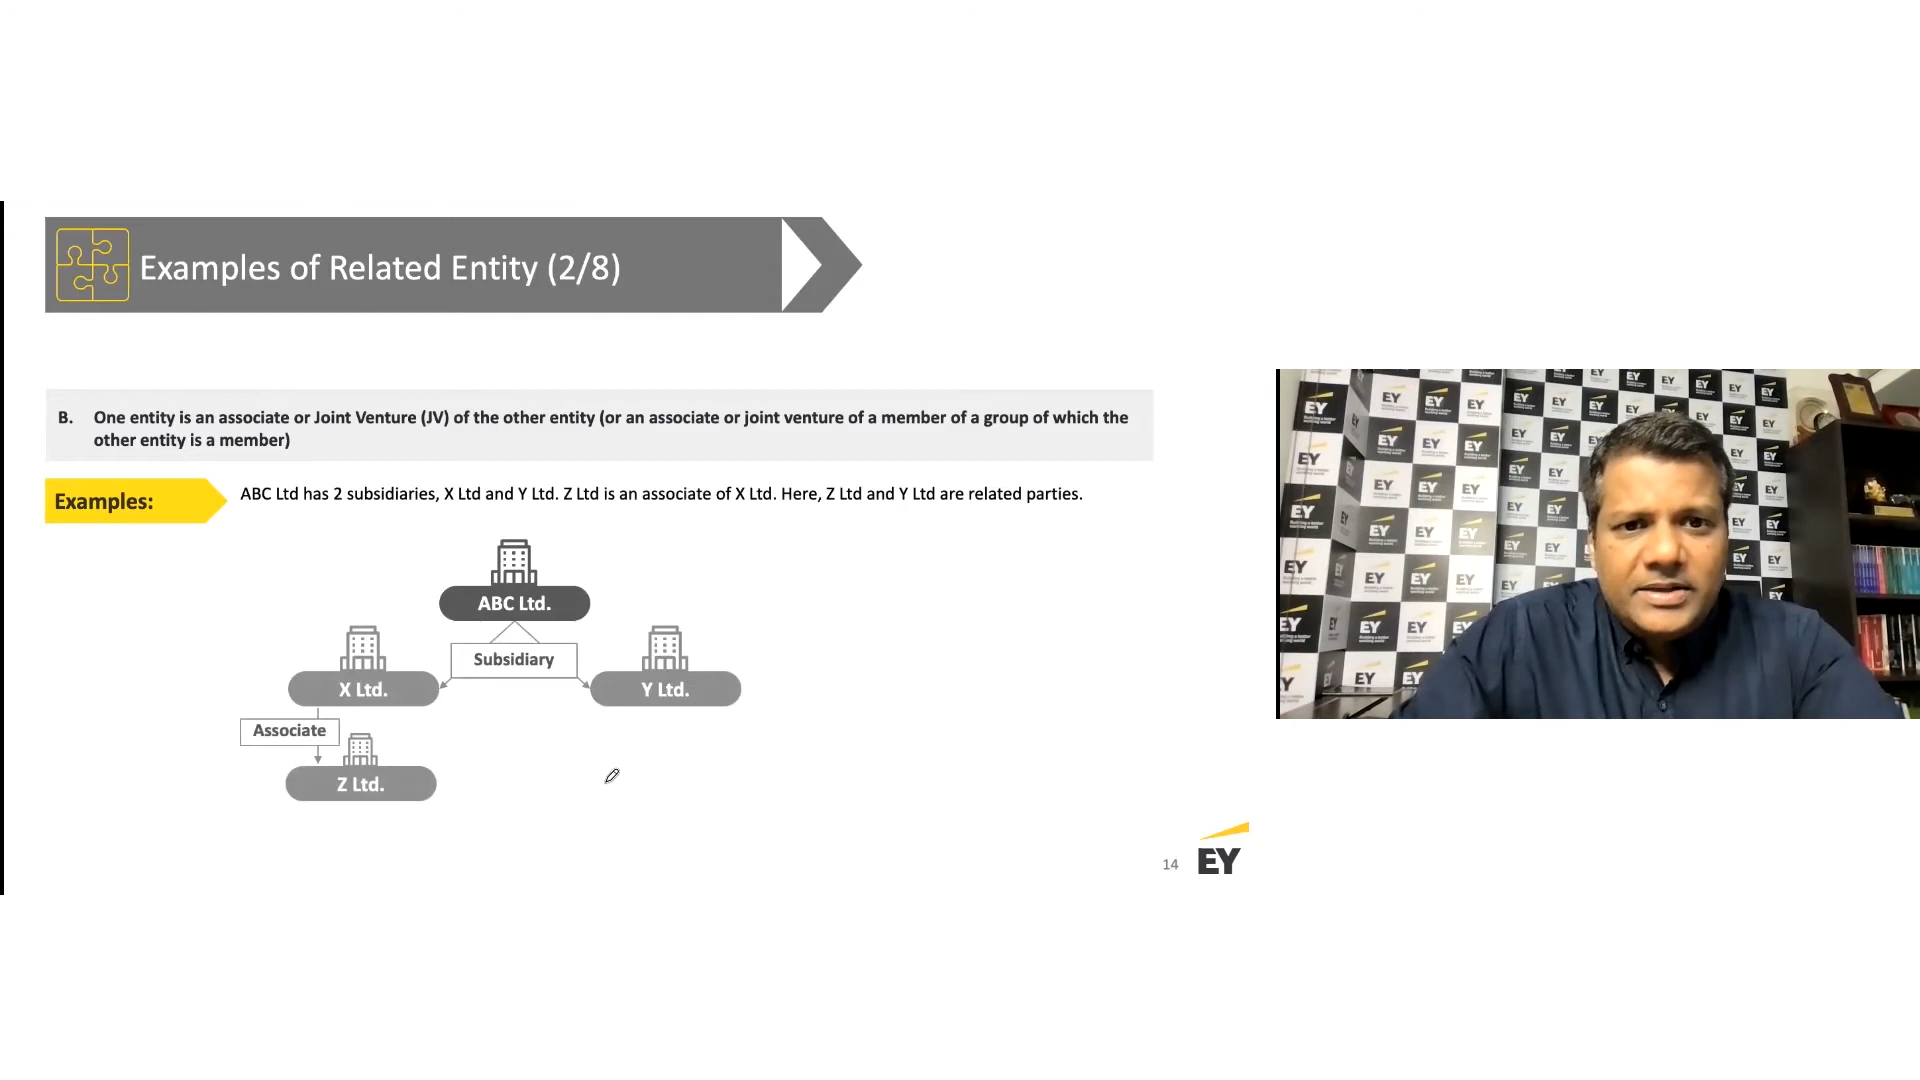 Examples of Related Entity (2/8)
B. One entity is an associate or Joint Venture (JV) of the other entity (or an associate or joint venture of a member of a group of which the
other entity is a member)
Examples:
ABC Ltd has 2 subsidiaries, X Ltd and Y Ltd. Z Ltd is an associate of X Ltd. Here, Z Ltd and Y Ltd are related parties.
ABC Ltd.
Subsidiary
X Ltd.
Y Ltd.
Associate
Z Ltd.
14
EY